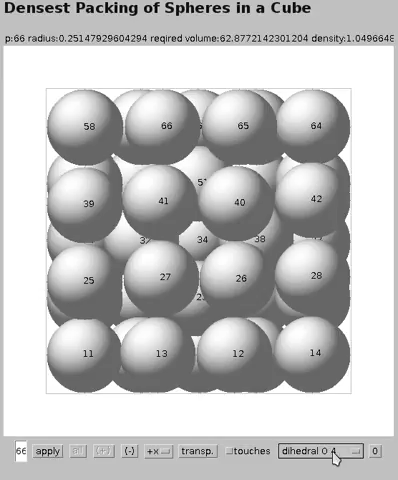 Densest Packing of Spheres in a Cube
p:66 radius:0.25147929604294 reqired volume:62.8772142301204 density:1.0496648
58 66 65 64
51
39 41 40 42
34 38
25 27 26 28
11 13 12 14
66 apply all (+) (-) +x transp. touches dihedral 0 4 0